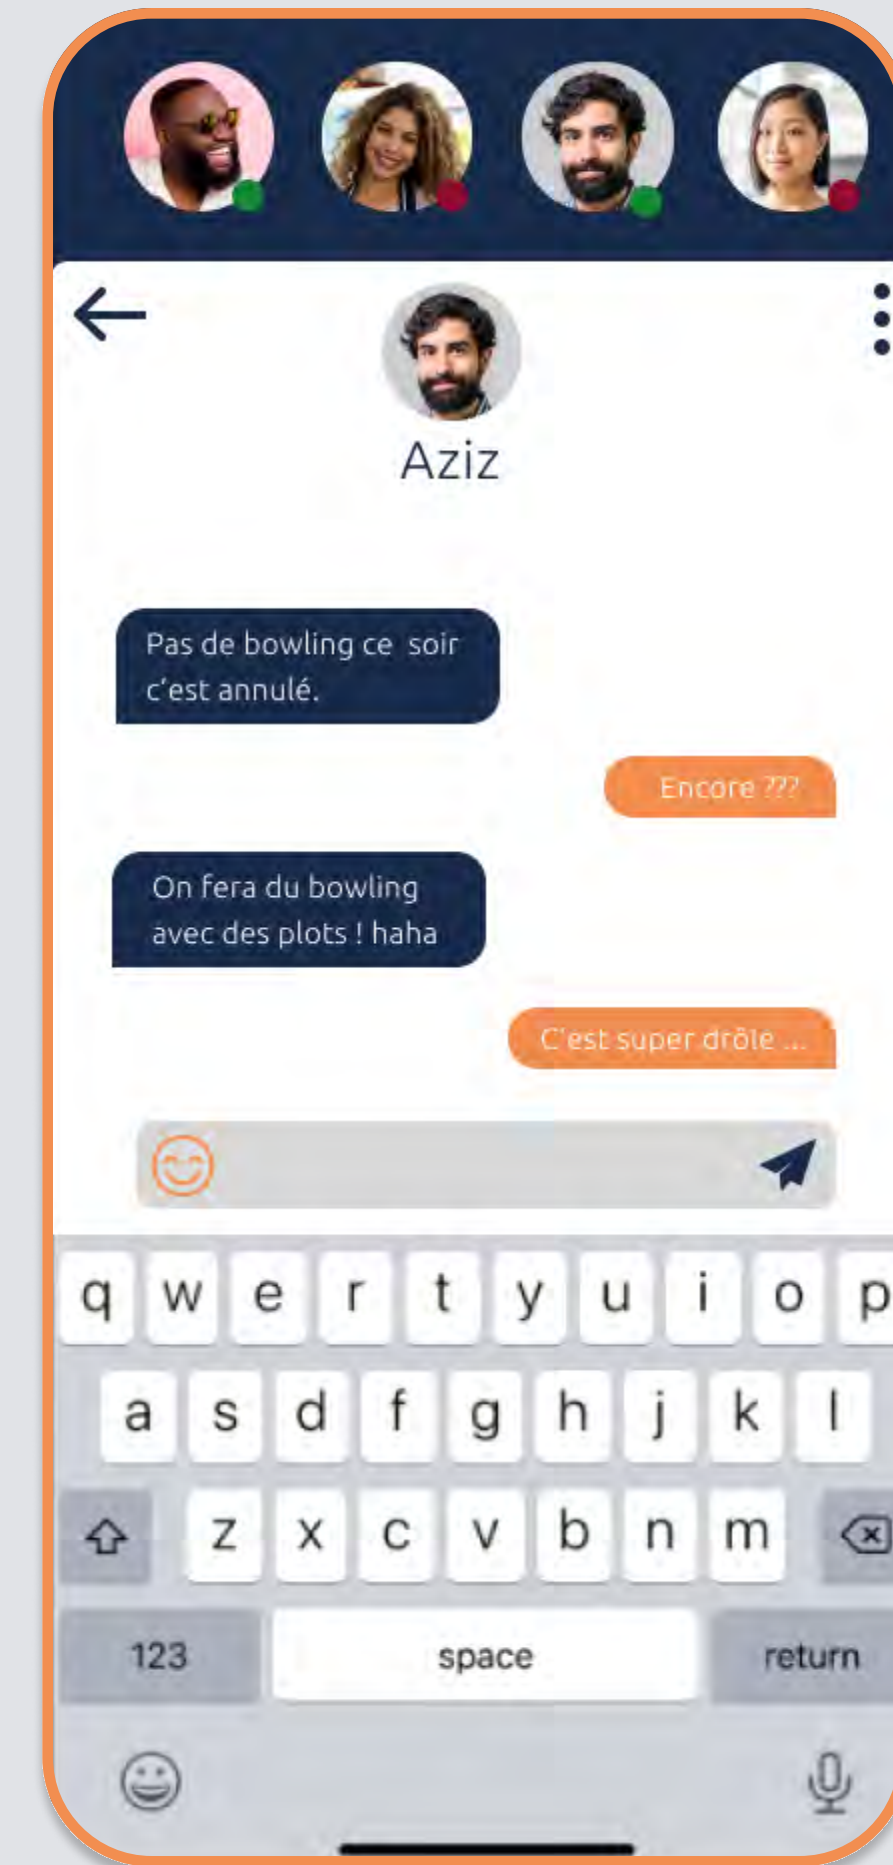 Aziz
Pas de bowling ce soir
c'est annulé.
Encore ???
On fera du bowling
avec des plots ! haha
C'est super drôle ...
q w e r t y u i o p
a s d f g h j k l
z x c v b n m
123 space return